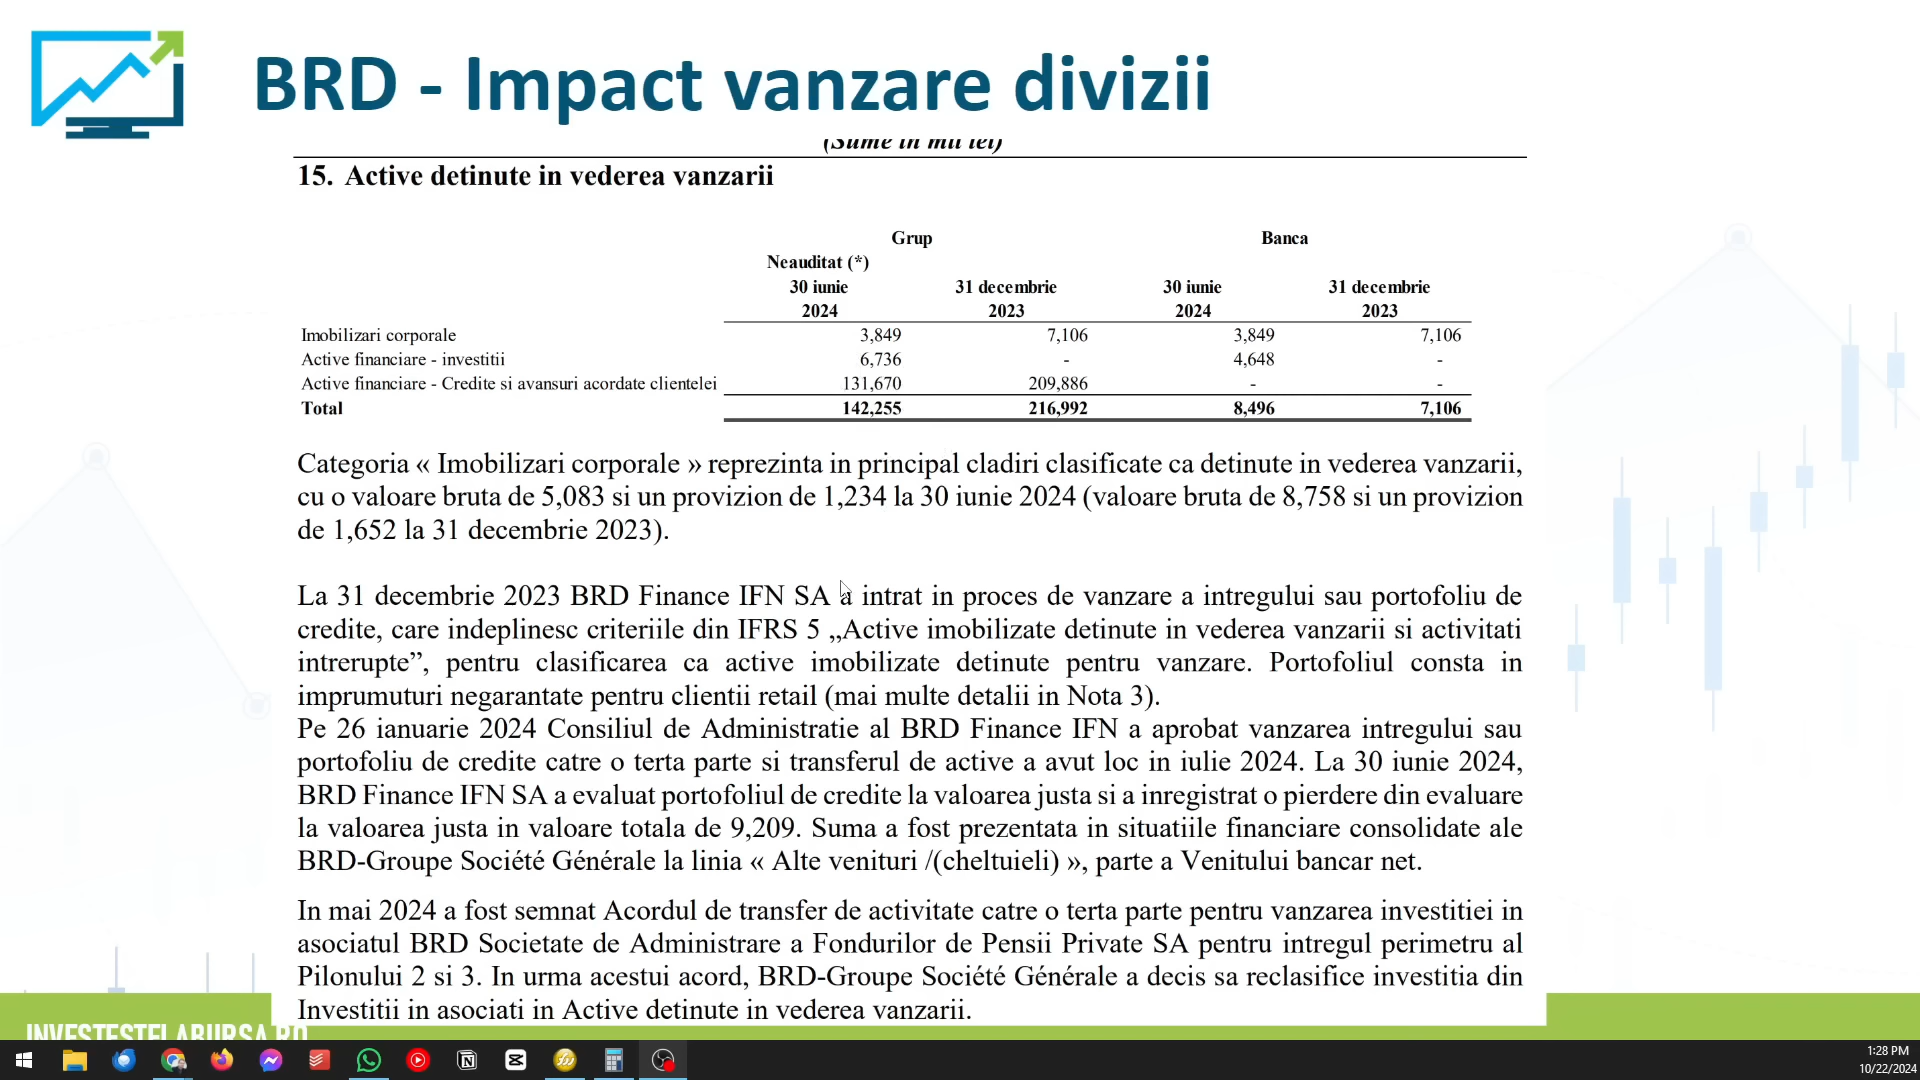 BRD - Impact vanzare divizii
(Sume in mii lei)
15. Active detinute in vederea vanzarii
Grup Banca
Neauditat (*)
30 iunie 31 decembrie 30 iunie 31 decembrie
2024 2023 2024 2023
Imobilizari corporale 3,849 7,106 3,849 7,106
Active financiare - investitii 6,736 - 4,648 -
Active financiare - Credite si avansuri acordate clientelei 131,670 209,886 - -
Total 142,255 216,992 8,496 7,106
Categoria « Imobilizari corporale » reprezinta in principal cladiri clasificate ca detinute in vederea vanzarii,
cu o valoare bruta de 5,083 si un provizion de 1,234 la 30 iunie 2024 (valoare bruta de 8,758 si un provizion
de 1,652 la 31 decembrie 2023).
La 31 decembrie 2023 BRD Finance IFN SA a intrat in proces de vanzare a intregului sau portofoliu de
credite, care indeplinesc criteriile din IFRS 5 „Active imobilizate detinute in vederea vanzarii si activitati
intrerupte”, pentru clasificarea ca active imobilizate detinute pentru vanzare. Portofoliul consta in
imprumuturi negarantate pentru clientii retail (mai multe detalii in Nota 3).
Pe 26 ianuarie 2024 Consiliul de Administratie al BRD Finance IFN a aprobat vanzarea intregului sau
portofoliu de credite catre o terta parte si transferul de active a avut loc in iulie 2024. La 30 iunie 2024,
BRD Finance IFN SA a evaluat portofoliul de credite la valoarea justa si a inregistrat o pierdere din evaluare
la valoarea justa in valoare totala de 9,209. Suma a fost prezentata in situatiile financiare consolidate ale
BRD-Groupe Société Générale la linia « Alte venituri /(cheltuieli) », parte a Venitului bancar net.
In mai 2024 a fost semnat Acordul de transfer de activitate catre o terta parte pentru vanzarea investitiei in
asociatul BRD Societate de Administrare a Fondurilor de Pensii Private SA pentru intregul perimetru al
Pilonului 2 si 3. In urma acestui acord, BRD-Groupe Société Générale a decis sa reclasifice investitia din
Investitii in asociati in Active detinute in vederea vanzarii.
INVESTESTELABURSA.RO
1:28 PM
10/22/2024